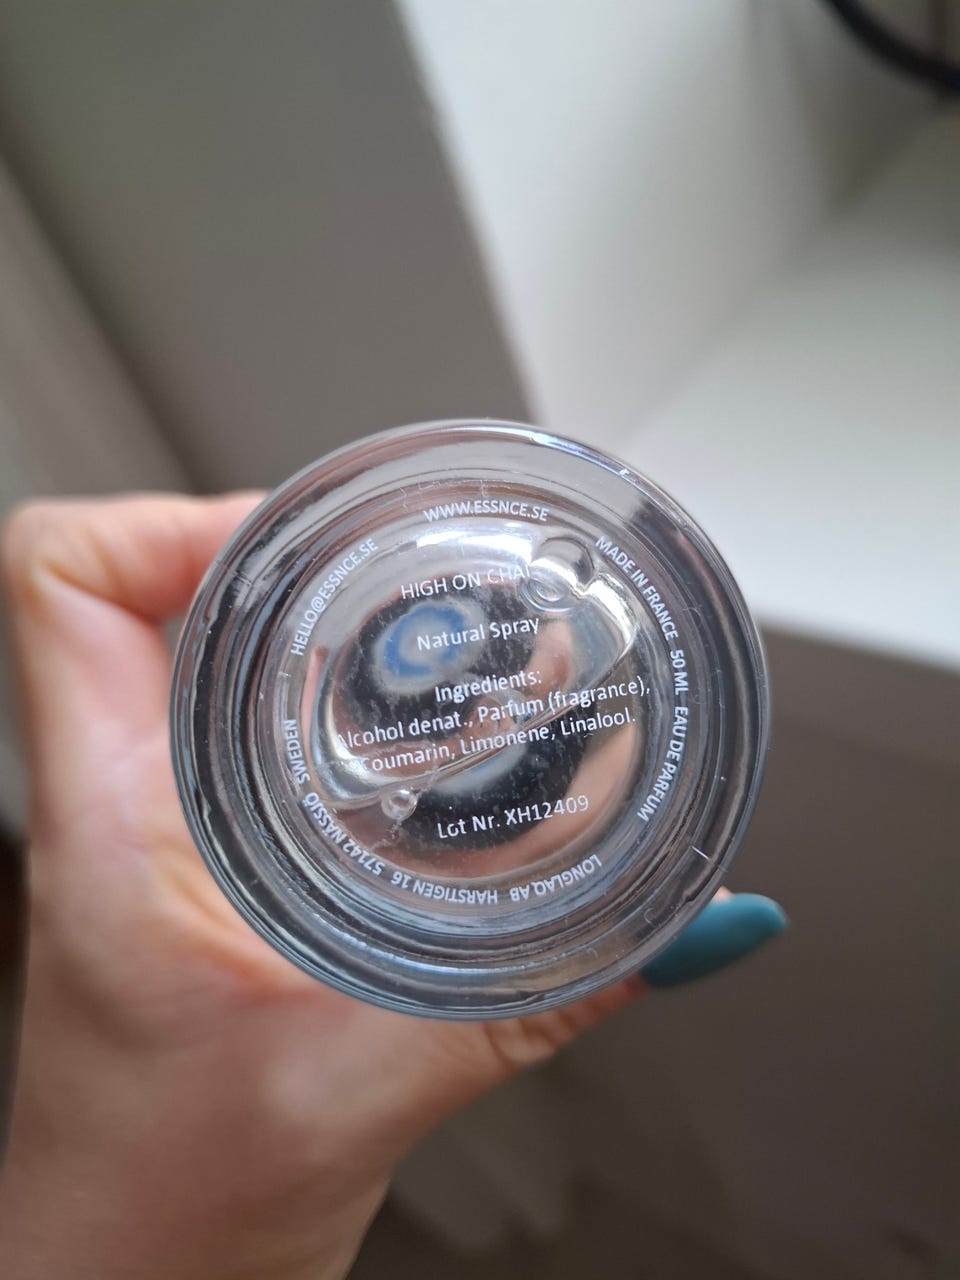 WWW.ESSNCE.SE
MADE IN FRANCE 50 ML EAU DE PARFUM
LONGLAQ AB HARSTIGEN 16 57142 NÄSSJÖ SWEDEN
HELLO@ESSNCE.SE
HIGH ON
Natural Spray
Ingredients:
Alcohol denat., Parfum (fragrance),
Coumarin, Limonene, Linalool.
Lot Nr. XH12409